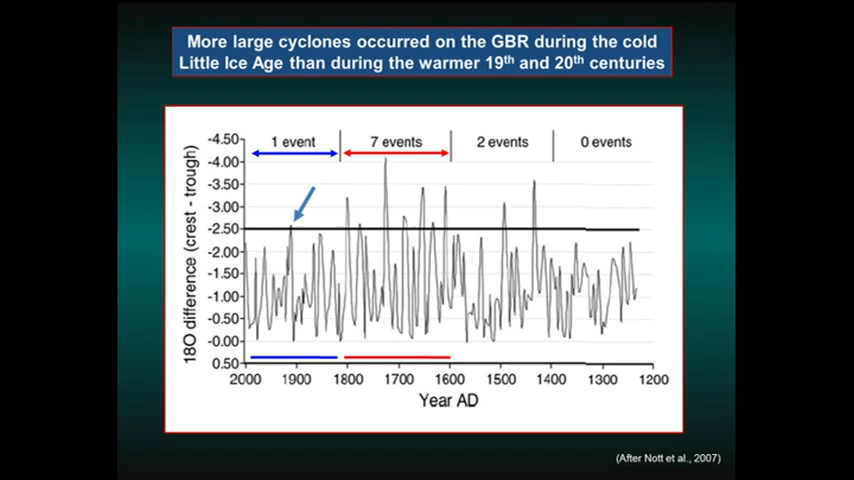 More large cyclones occurred on the GBR during the cold
Little Ice Age than during the warmer 19th and 20th centuries
1 event 7 events 2 events 0 events
-4.50
-4.00
-3.50
-3.00
-2.50
-2.00
-1.50
-1.00
-0.50
-0.00
0.50
18O difference (crest - trough)
2000 1900 1800 1700 1600 1500 1400 1300 1200
Year AD
(After Nott et al., 2007)